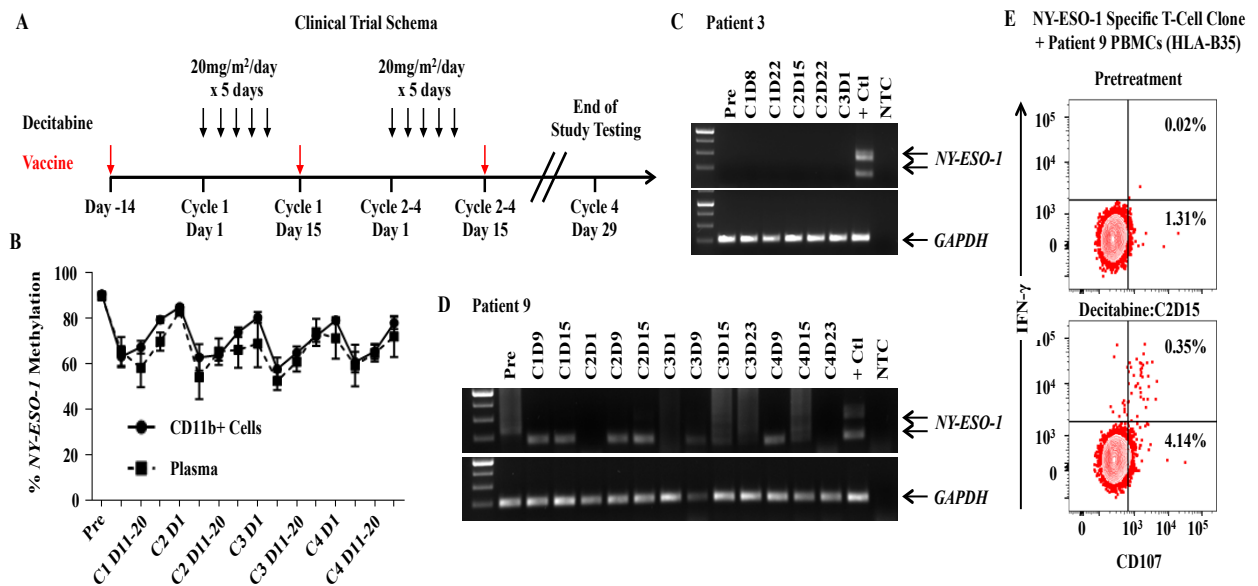 A
Clinical Trial Schema
20mg/m²/day
x 5 days
20mg/m²/day
x 5 days
End of
Study Testing
Decitabine
Vaccine
Day -14
Cycle 1
Day 1
Cycle 1
Day 15
Cycle 2-4
Day 1
Cycle 2-4
Day 15
Cycle 4
Day 29
B
% NY-ESO-1 Methylation
100
80
60
40
20
0
CD11b+ Cells
Plasma
Pre
C1 D11-20
C2 D1
C2 D11-20
C3 D1
C3 D11-20
C4 D1
C4 D11-20
C Patient 3
Pre
C1D8
C1D22
C2D15
C2D22
C3D1
+ Ctl
NTC
NY-ESO-1
GAPDH
D Patient 9
Pre
C1D9
C1D15
C2D1
C2D9
C2D15
C3D1
C3D9
C3D15
C3D23
C4D9
C4D15
C4D23
+ Ctl
NTC
NY-ESO-1
GAPDH
E NY-ESO-1 Specific T-Cell Clone
+ Patient 9 PBMCs (HLA-B35)
Pretreatment
10⁵
10⁴
10³
0
0.02%
1.31%
IFN-γ
0 10³ 10⁴ 10⁵
Decitabine:C2D15
10⁵
10⁴
10³
0
0.35%
4.14%
0 10³ 10⁴ 10⁵
CD107